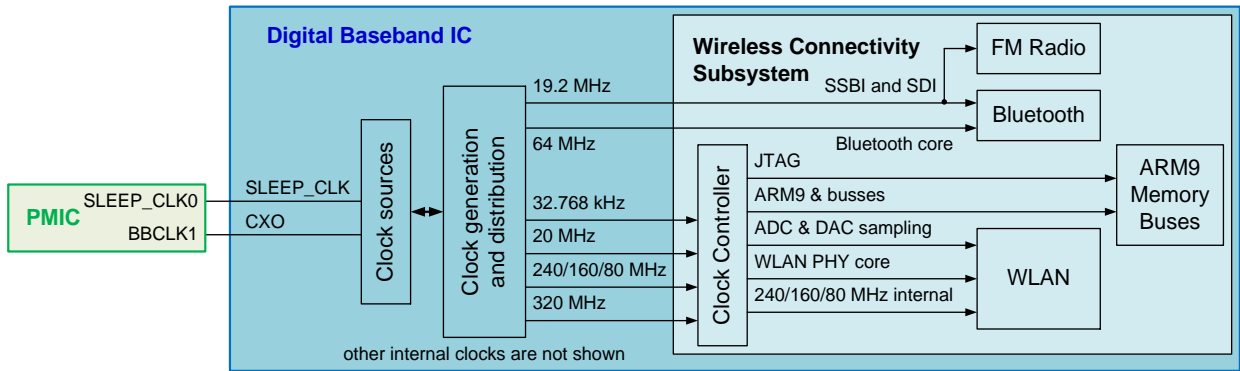 Digital Baseband IC
Wireless Connectivity
Subsystem
FM Radio
19.2 MHz
SSBI and SDI
Bluetooth
64 MHz
Bluetooth core
Clock sources
Clock generation
and distribution
Clock Controller
JTAG
ARM9
Memory
Buses
SLEEP_CLK
SLEEP_CLK0
PMIC
BBCLK1
CXO
32.768 kHz
20 MHz
240/160/80 MHz
320 MHz
ARM9 & busses
ADC & DAC sampling
WLAN PHY core
240/160/80 MHz internal
WLAN
other internal clocks are not shown